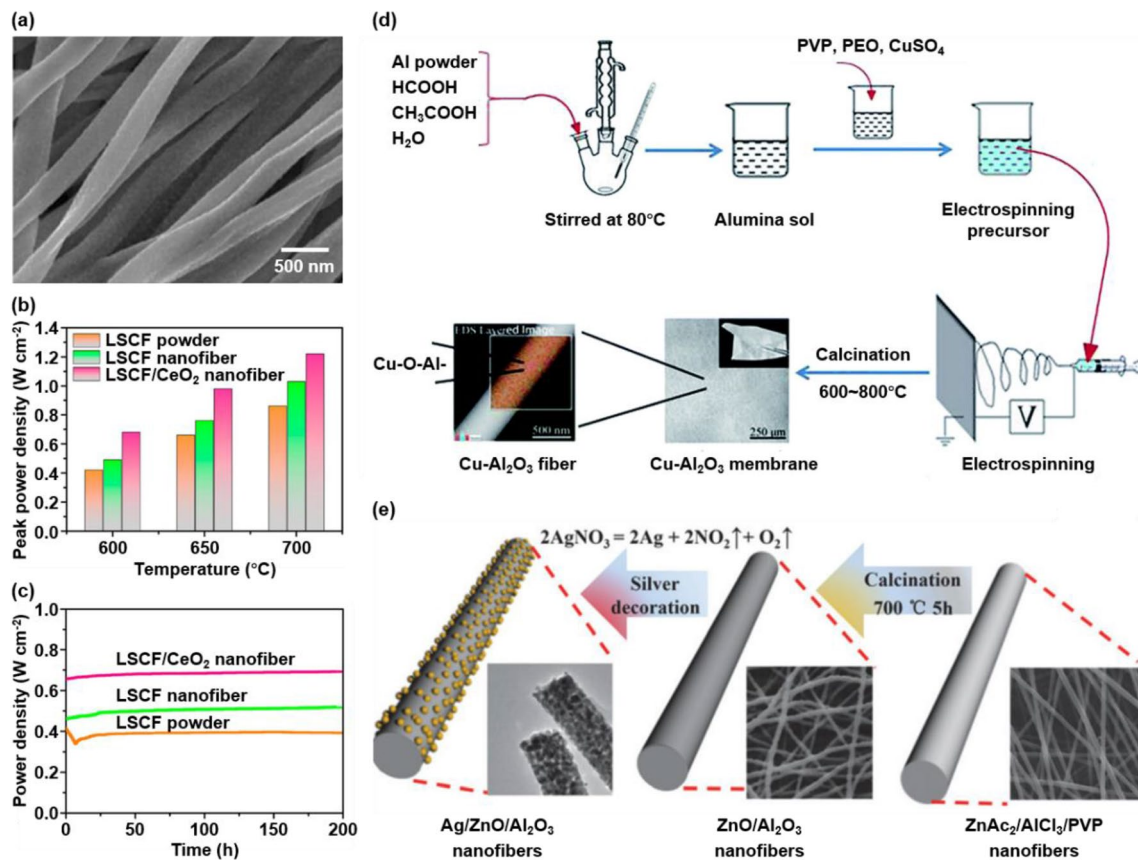 (a)
500 nm
(b)
Peak power density (W cm⁻²)
1.4
1.2
1.0
0.8
0.6
0.4
0.2
0.0
LSCF powder
LSCF nanofiber
LSCF/CeO₂ nanofiber
600
650
700
Temperature (°C)
(c)
Power density (W cm⁻²)
1.0
0.8
0.6
0.4
0.2
0.0
LSCF/CeO₂ nanofiber
LSCF nanofiber
LSCF powder
0
50
100
150
200
Time (h)
(d)
Al powder
HCOOH
CH₃COOH
H₂O
Stirred at 80°C
Alumina sol
PVP, PEO, CuSO₄
Electrospinning
precursor
V
Electrospinning
Calcination
600~800°C
250 μm
Cu-Al₂O₃ membrane
EDS Layered Image
Cu-O-Al-
500 nm
Cu-Al₂O₃ fiber
(e)
2AgNO₃ = 2Ag + 2NO₂↑+ O₂↑
Silver
decoration
Calcination
700 ℃ 5h
Ag/ZnO/Al₂O₃
nanofibers
ZnO/Al₂O₃
nanofibers
ZnAc₂/AlCl₃/PVP
nanofibers